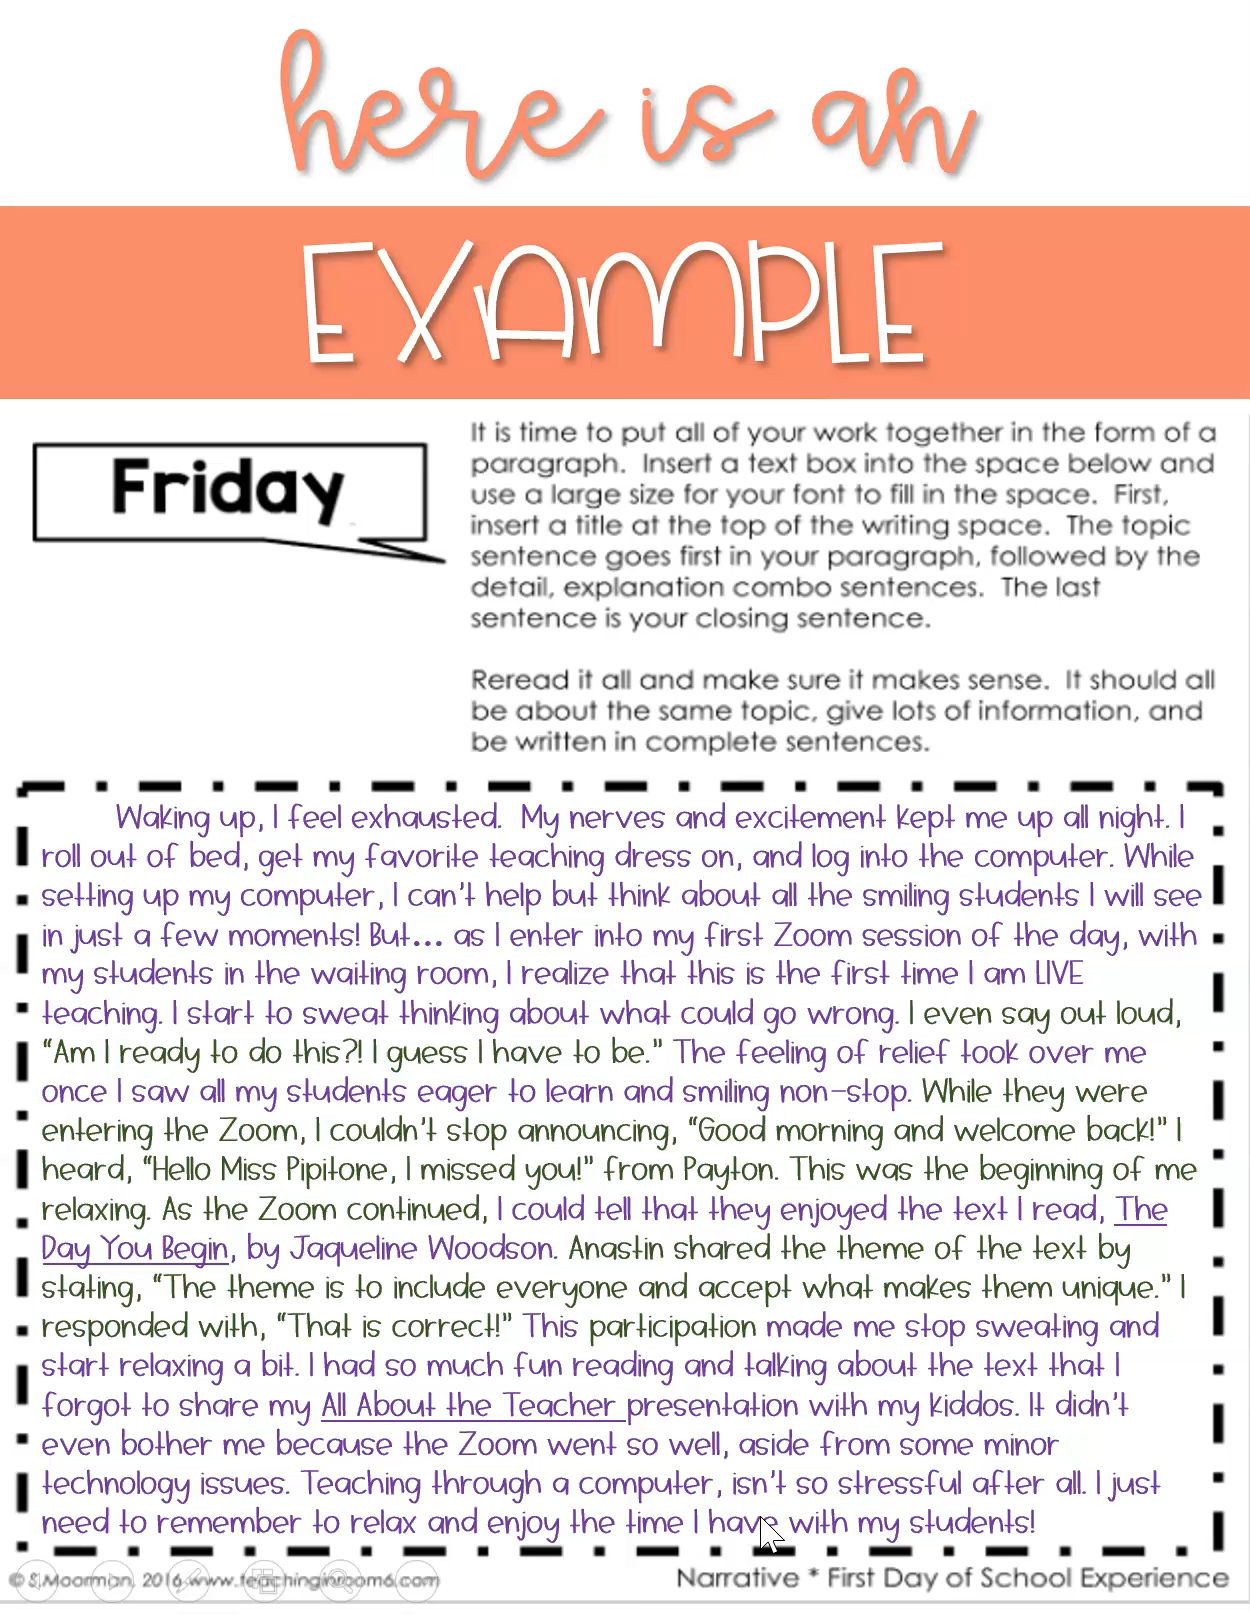 here is an
EXAMPLE
Friday
It is time to put all of your work together in the form of a
paragraph. Insert a text box into the space below and
use a large size for your font to fill in the space. First,
insert a title at the top of the writing space. The topic
sentence goes first in your paragraph, followed by the
detail, explanation combo sentences. The last
sentence is your closing sentence.
Reread it all and make sure it makes sense. It should all
be about the same topic, give lots of information, and
be written in complete sentences.
Waking up, I feel exhausted. My nerves and excitement kept me up all night. I
roll out of bed, get my favorite teaching dress on, and log into the computer. While
setting up my computer, I can't help but think about all the smiling students I will see
in just a few moments! But... as I enter into my first Zoom session of the day, with
my students in the waiting room, I realize that this is the first time I am LIVE
teaching. I start to sweat thinking about what could go wrong. I even say out loud,
"Am I ready to do this?! I guess I have to be." The feeling of relief took over me
once I saw all my students eager to learn and smiling non-stop. While they were
entering the Zoom, I couldn't stop announcing, "Good morning and welcome back!" I
heard, "Hello Miss Pipitone, I missed you!" from Payton. This was the beginning of me
relaxing. As the Zoom continued, I could tell that they enjoyed the text I read, The
Day You Begin, by Jaqueline Woodson. Anastin shared the theme of the text by
stating, "The theme is to include everyone and accept what makes them unique." I
responded with, "That is correct!" This participation made me stop sweating and
start relaxing a bit. I had so much fun reading and talking about the text that I
forgot to share my All About the Teacher presentation with my kiddos. It didn't
even bother me because the Zoom went so well, aside from some minor
technology issues. Teaching through a computer, isn't so stressful after all. I just
need to remember to relax and enjoy the time I have with my students!
© S.Moorman, 2016 www.teachinginroom6.com
Narrative * First Day of School Experience